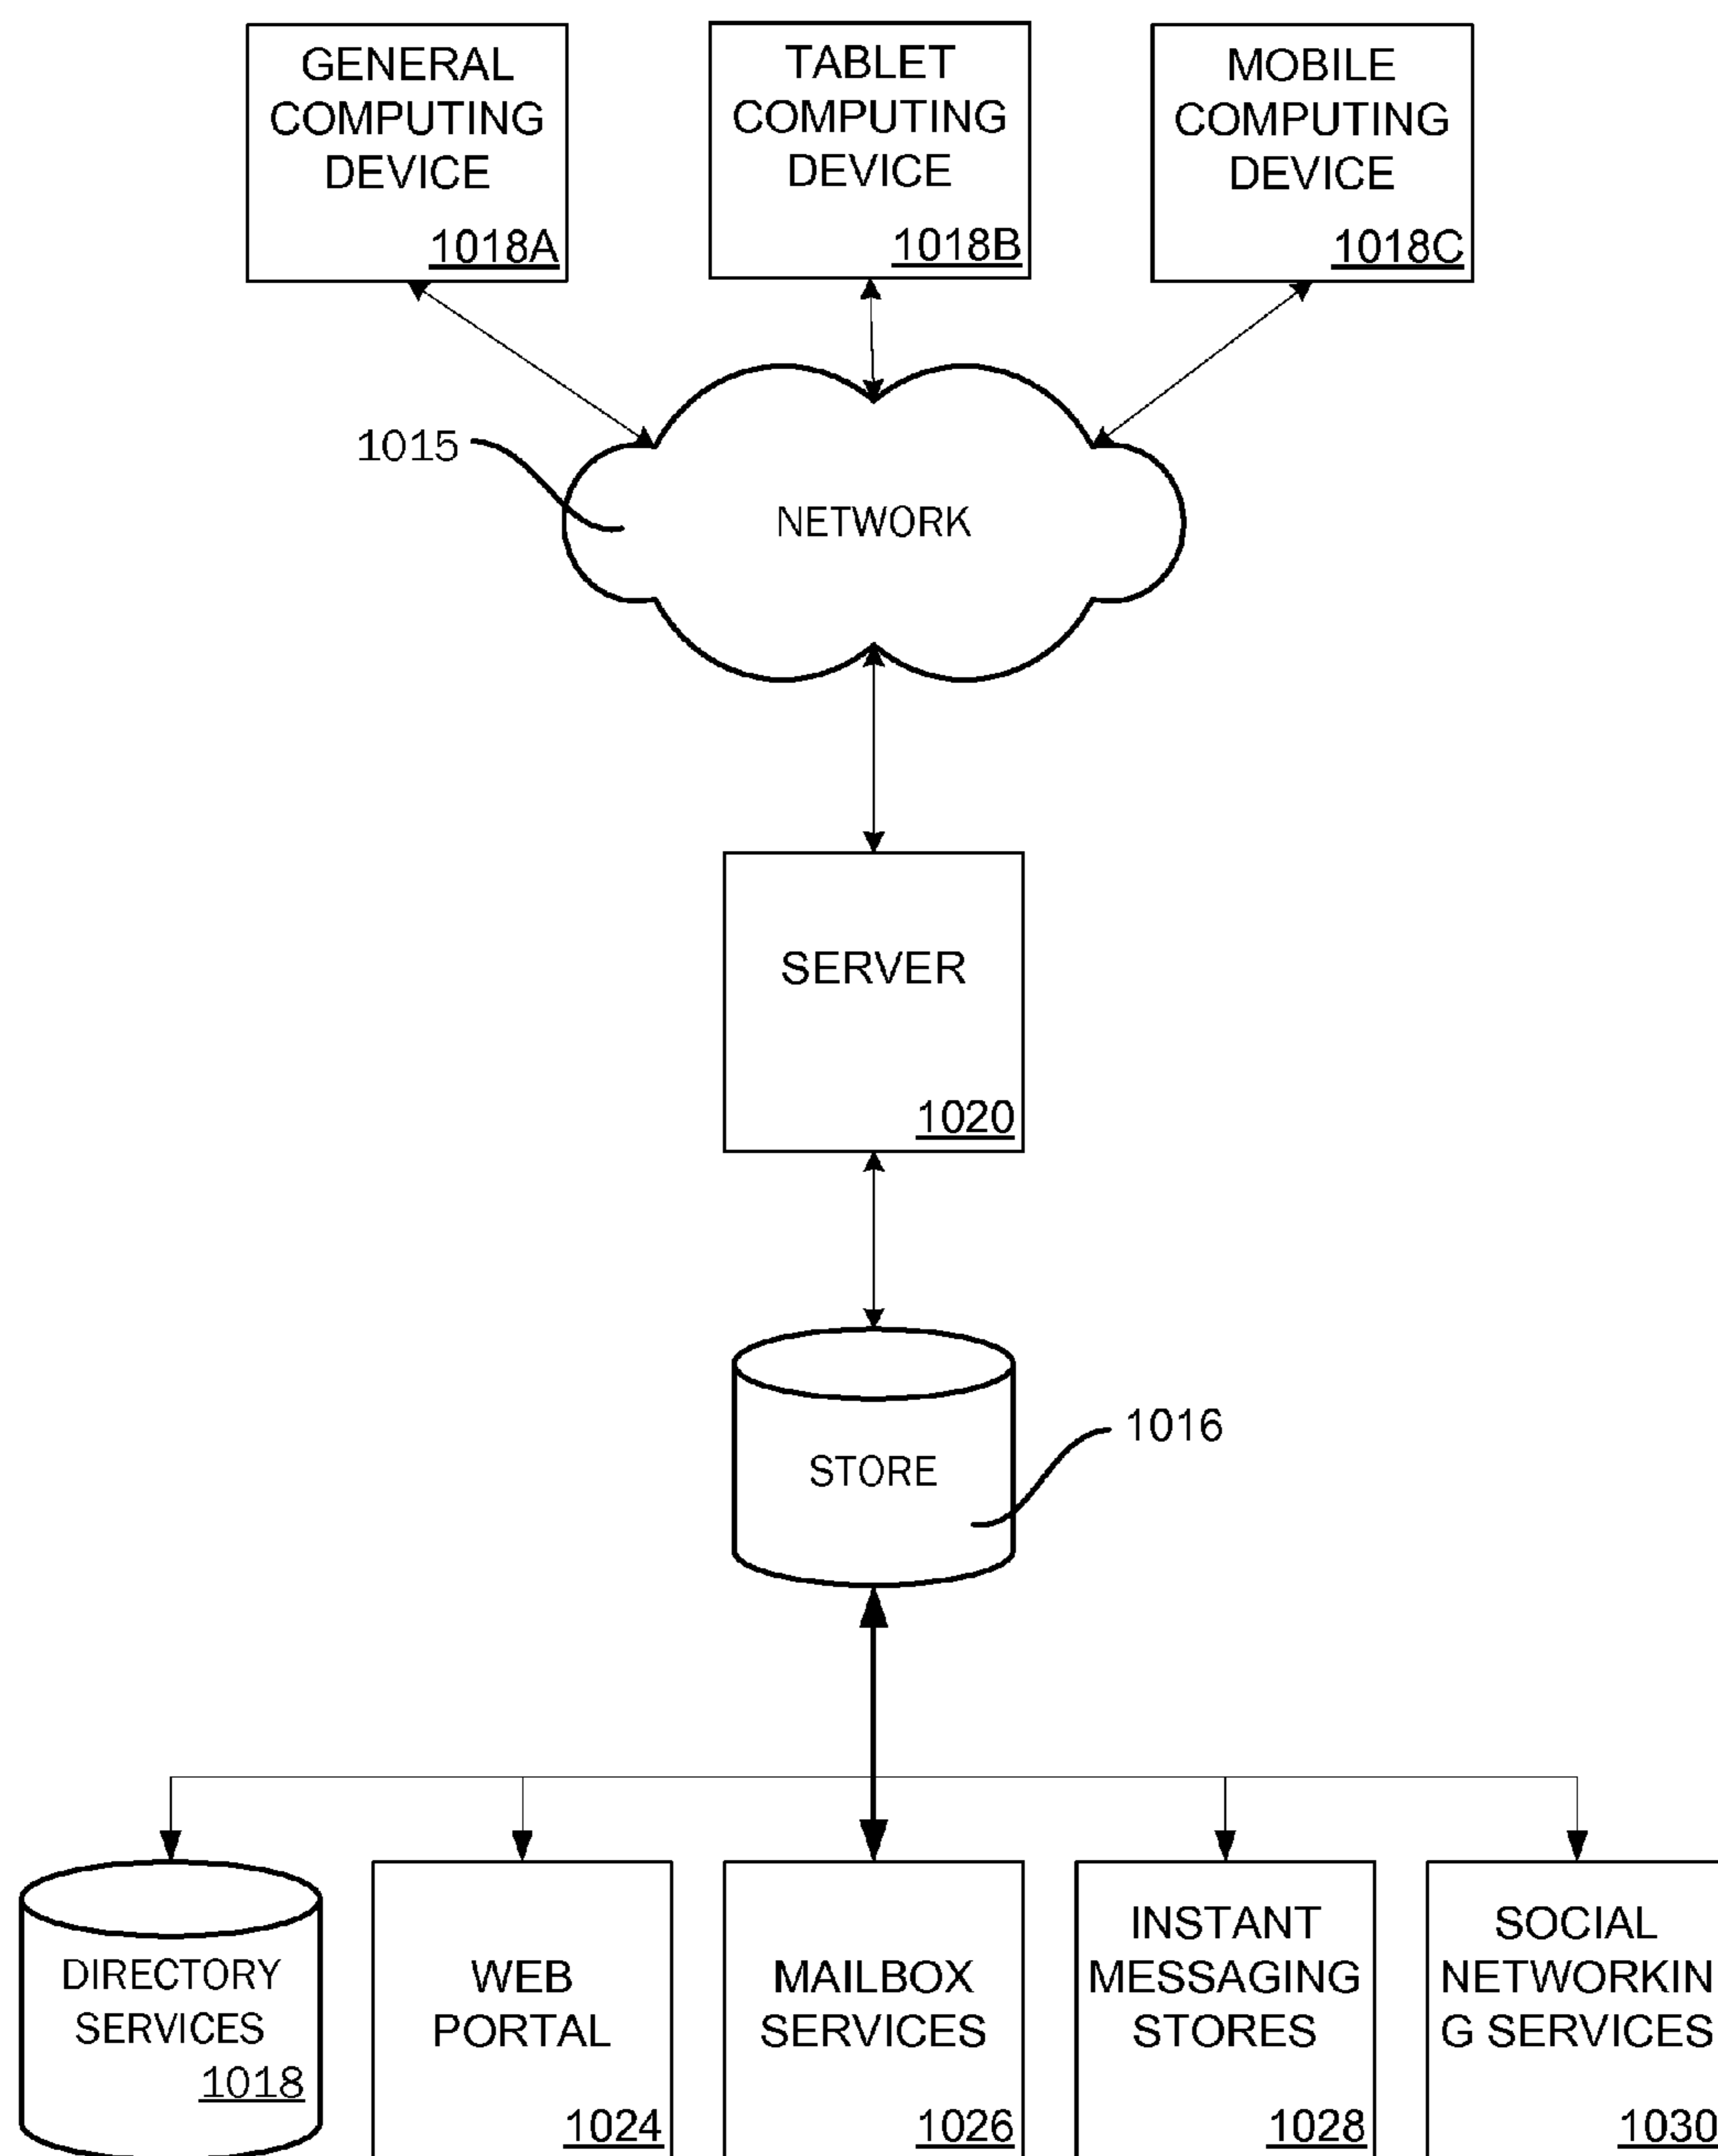 GENERAL
COMPUTING
DEVICE
1018A
TABLET
COMPUTING
DEVICE
1018B
MOBILE
COMPUTING
DEVICE
1018C
1015
NETWORK
SERVER
1020
STORE
1016
DIRECTORY
SERVICES
1018
WEB
PORTAL
1024
MAILBOX
SERVICES
1026
INSTANT
MESSAGING
STORES
1028
SOCIAL
NETWORKIN
G SERVICES
1030